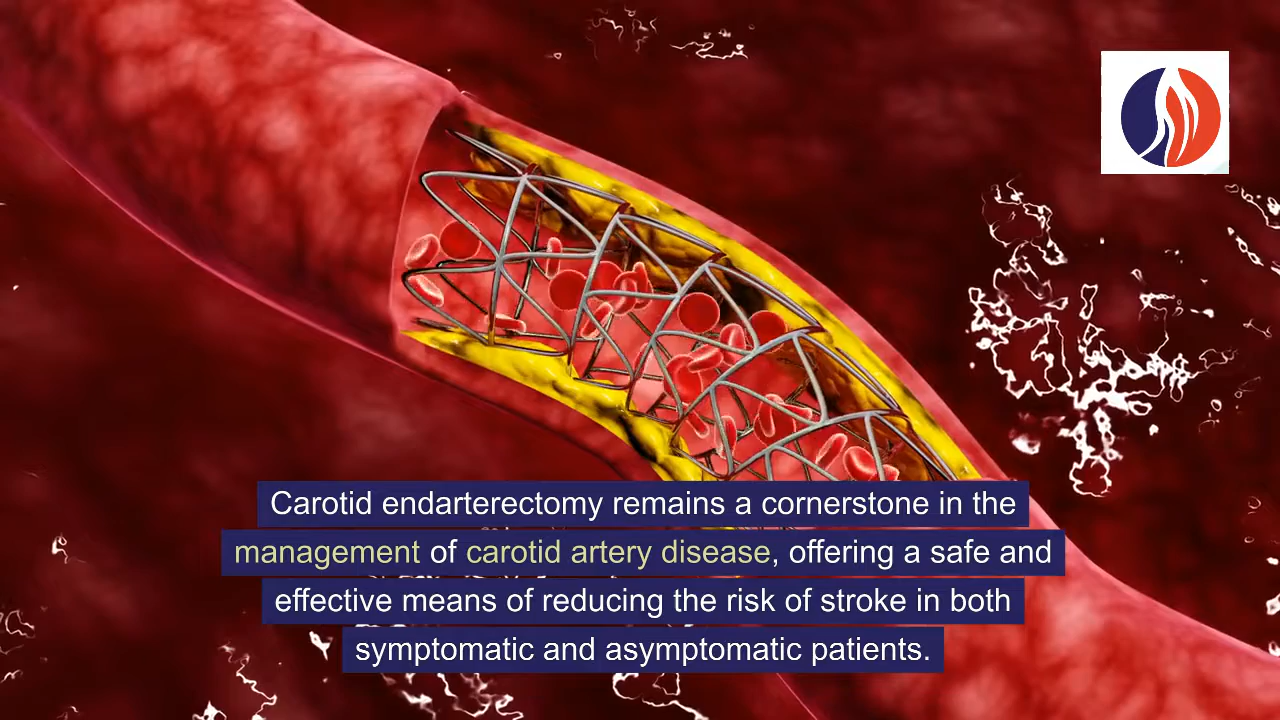 Carotid endarterectomy remains a cornerstone in the
management of carotid artery disease, offering a safe and
effective means of reducing the risk of stroke in both
symptomatic and asymptomatic patients.